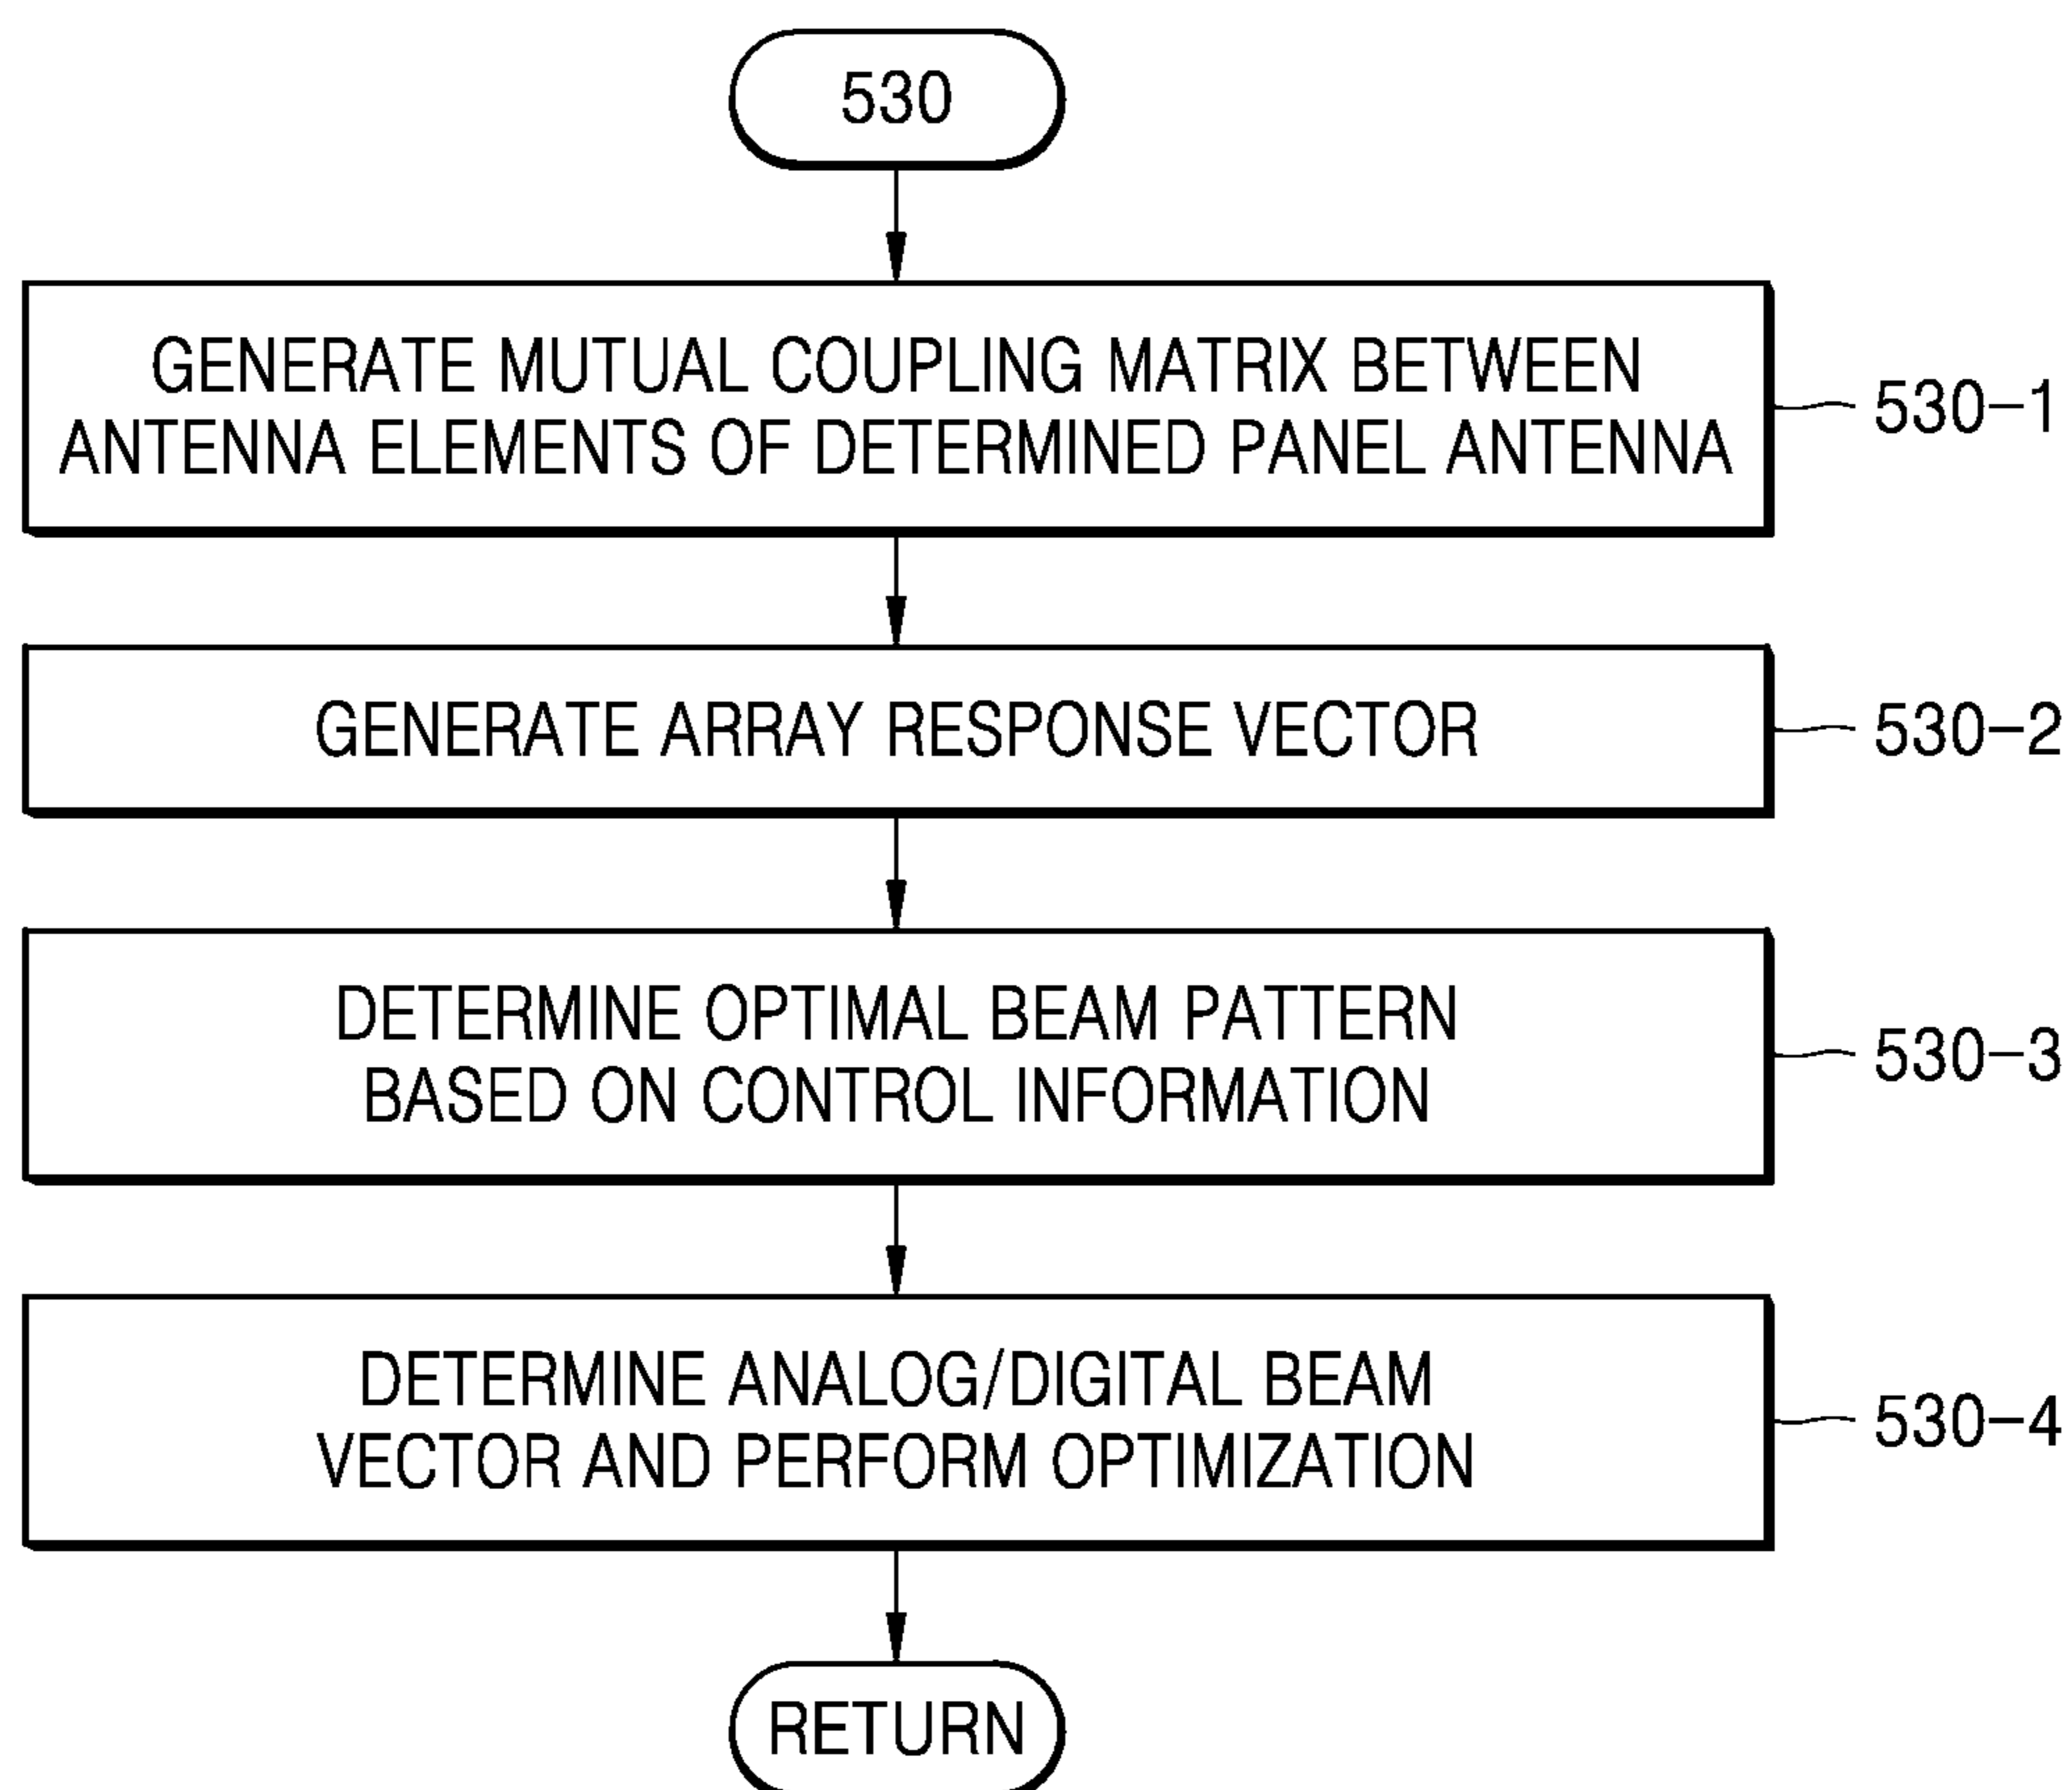 530
GENERATE MUTUAL COUPLING MATRIX BETWEEN
ANTENNA ELEMENTS OF DETERMINED PANEL ANTENNA
530-1
GENERATE ARRAY RESPONSE VECTOR
530-2
DETERMINE OPTIMAL BEAM PATTERN
BASED ON CONTROL INFORMATION
530-3
DETERMINE ANALOG/DIGITAL BEAM
VECTOR AND PERFORM OPTIMIZATION
530-4
RETURN